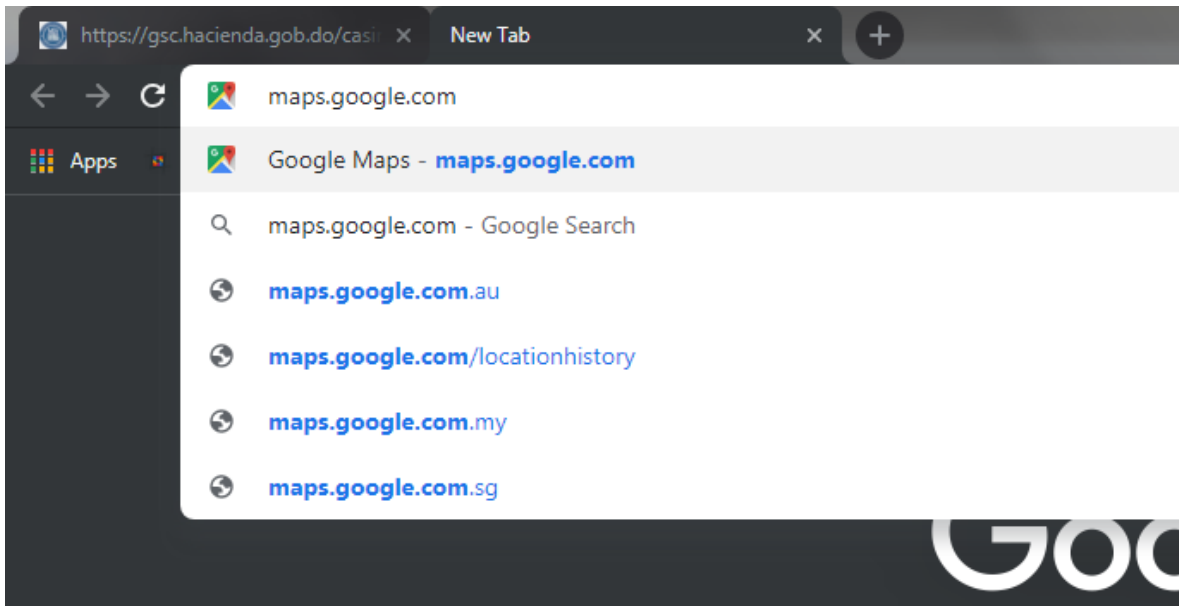 https://gsc.hacienda.gob.do/casin
New Tab
maps.google.com
Apps
Google Maps - maps.google.com
maps.google.com - Google Search
maps.google.com.au
maps.google.com/locationhistory
maps.google.com.my
maps.google.com.sg
Goo